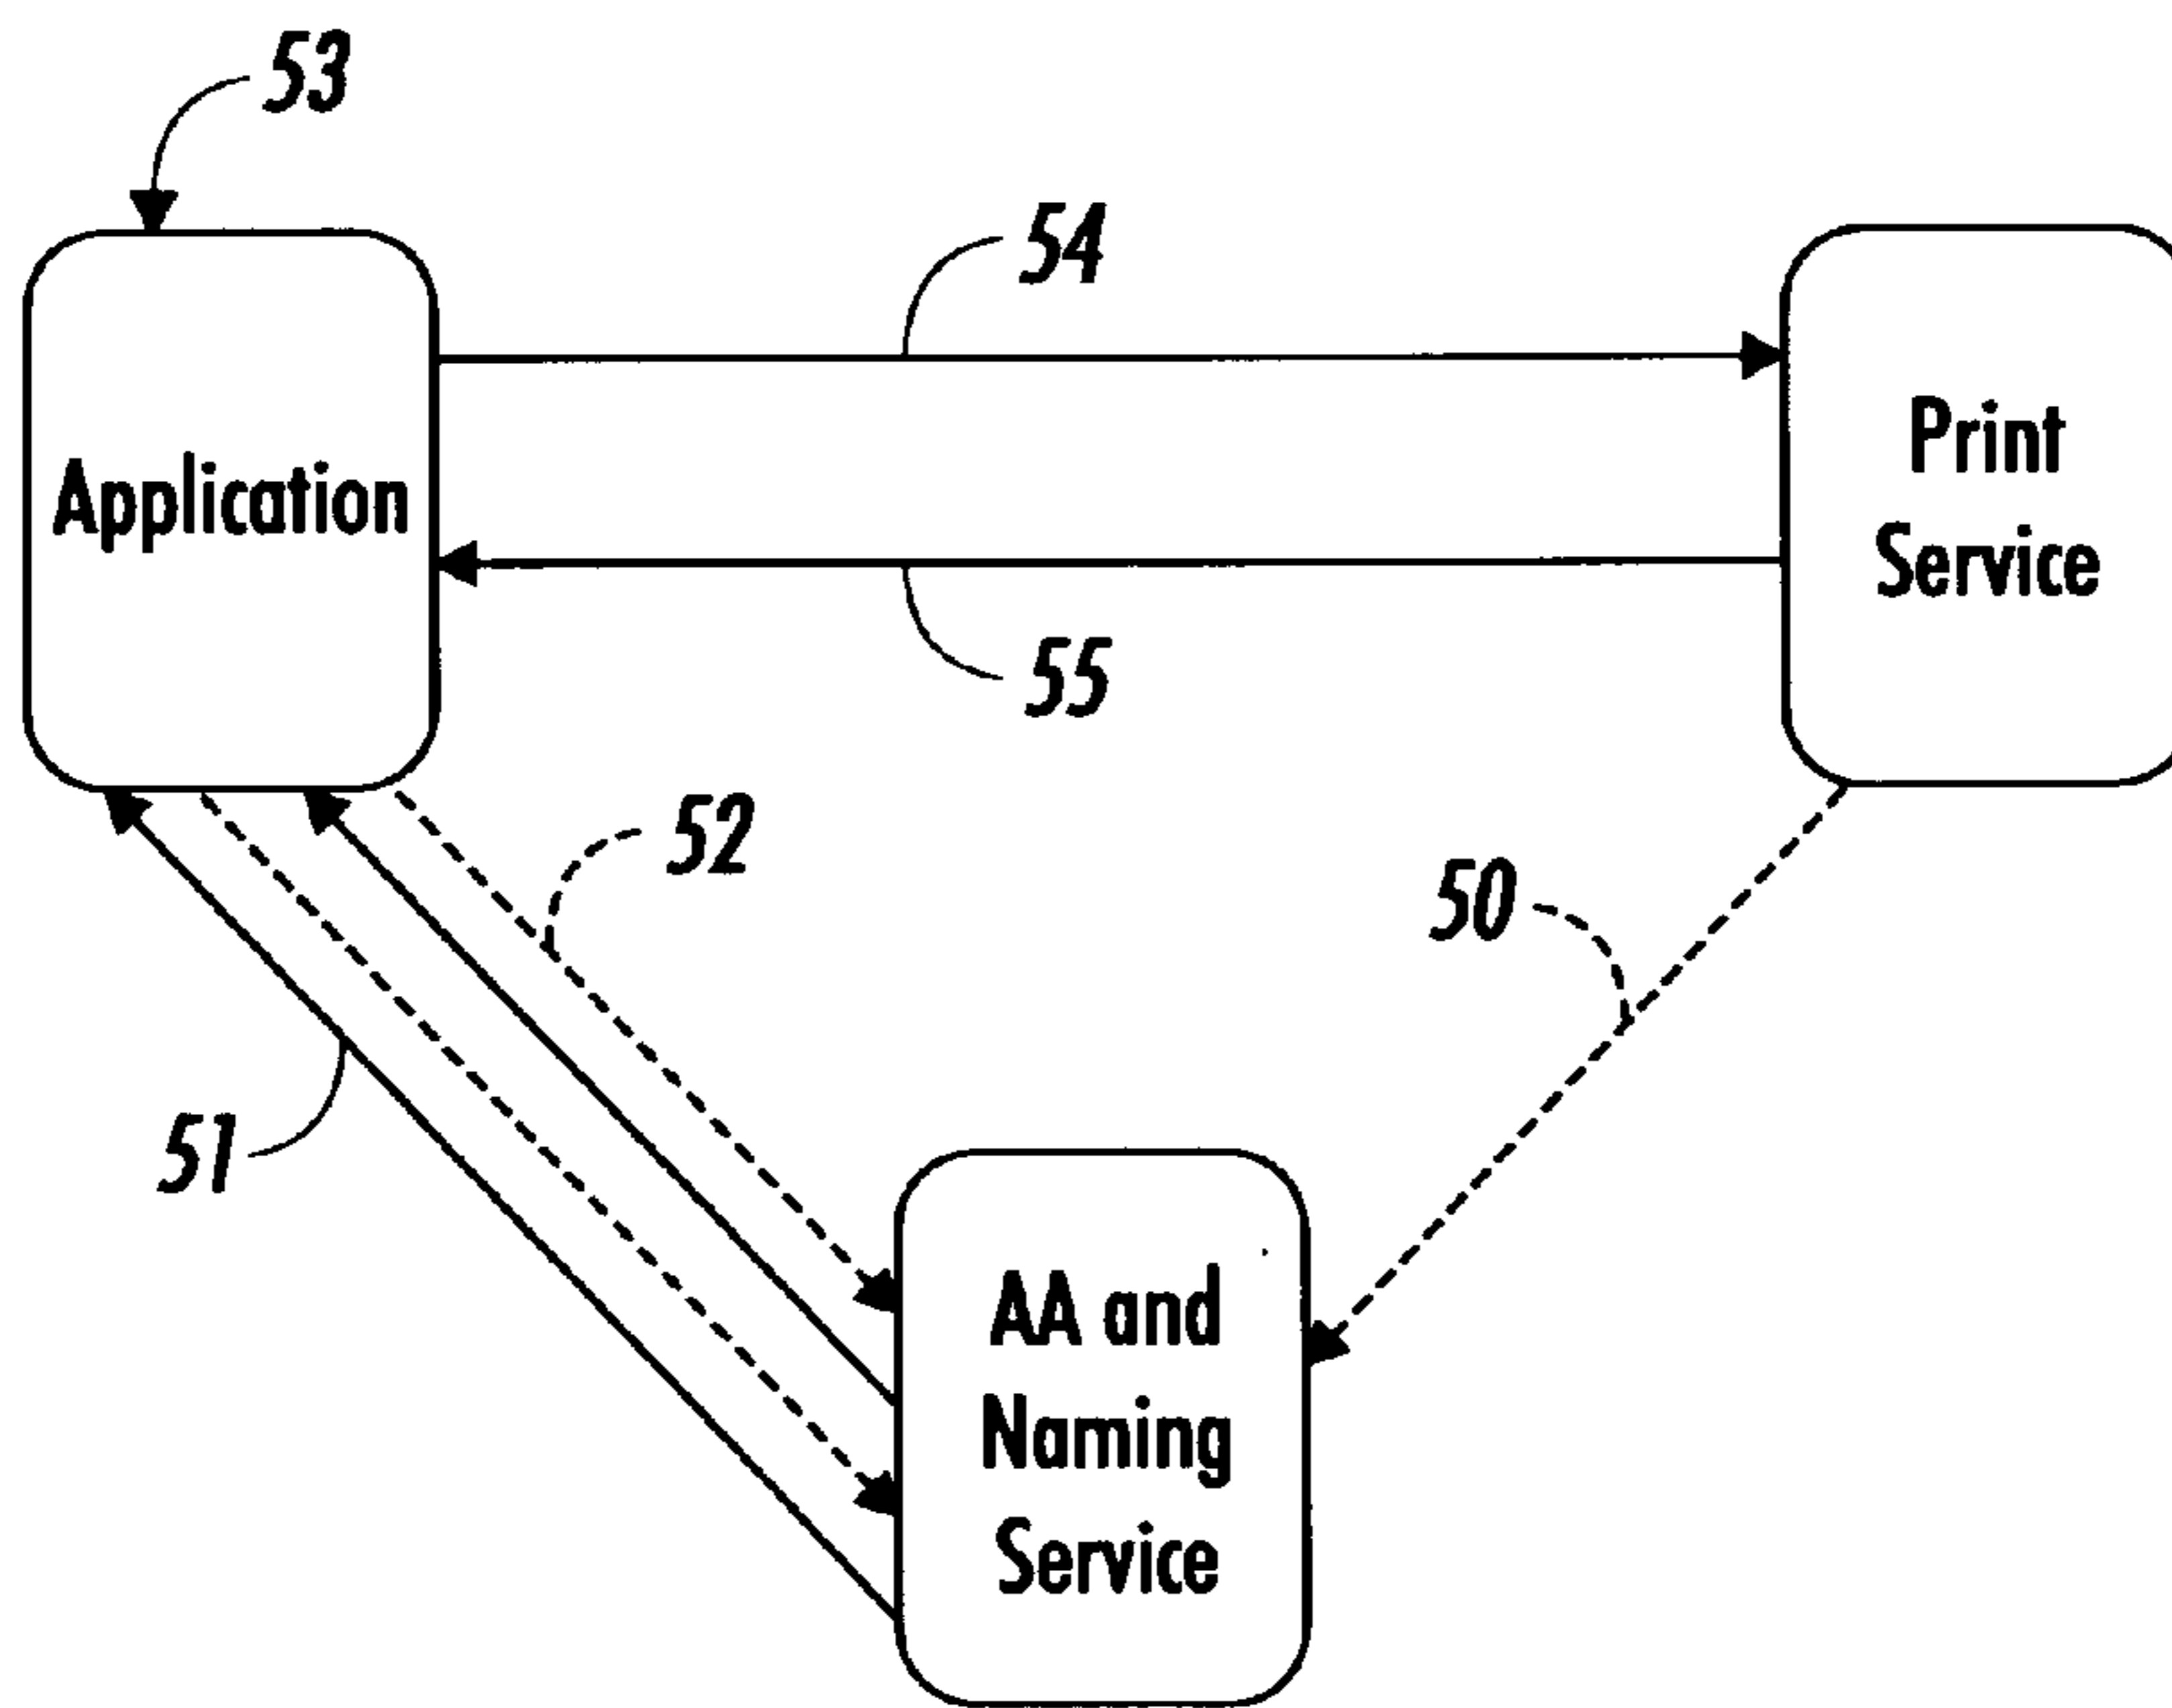 53
54
Application
Print
Service
55
52
50
51
AA and
Naming
Service